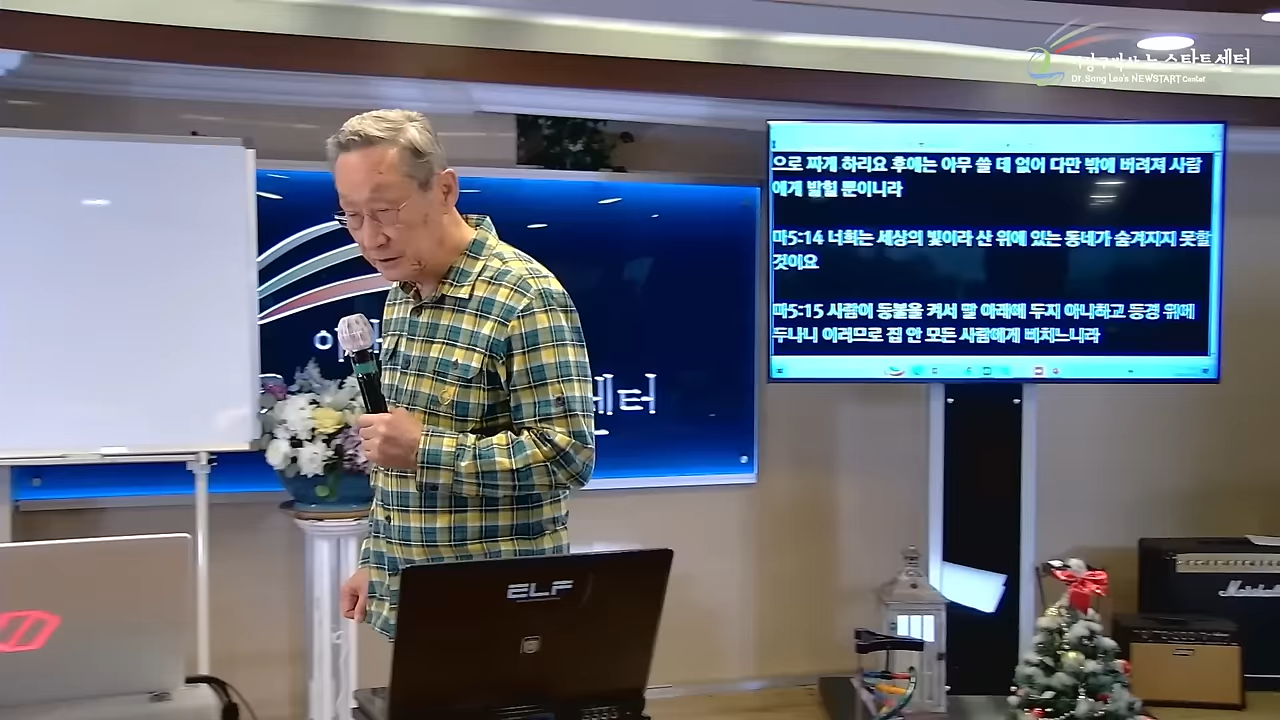 뉴스타트센터
Dr. Sang Lee's NEWSTART Center
으로 짜게 하리요 후에는 아무 쓸 데 없어 다만 밖에 버려져 사람
에게 밟힐 뿐이니라
마5:14 너희는 세상의 빛이라 산 위에 있는 동네가 숨겨지지 못할
것이요
마5:15 사람이 등불을 켜서 말 아래에 두지 아니하고 등경 위에
두나니 이러므로 집 안 모든 사람에게 비치느니라
센터
ELF